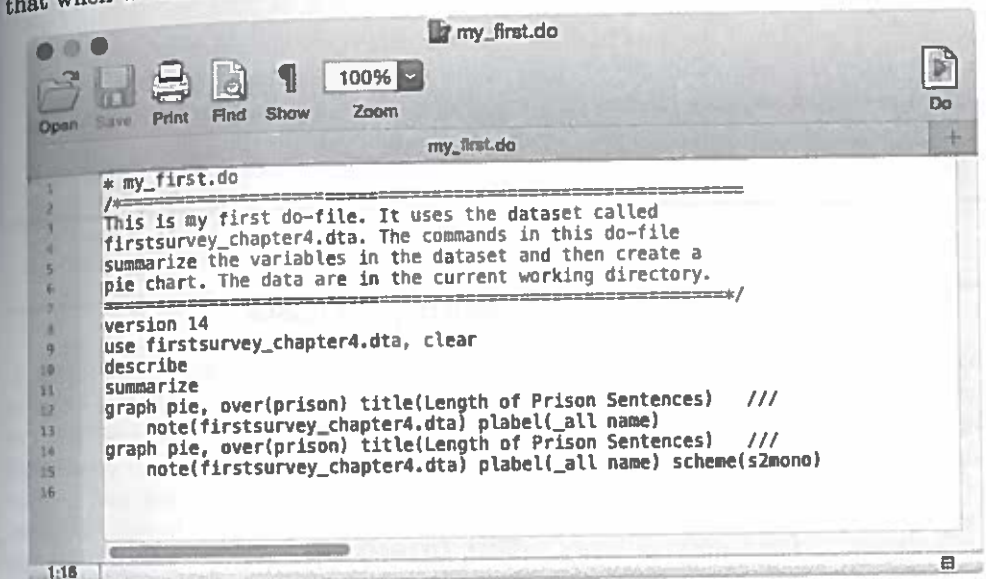 that when
my_first.do
100%
Open Save Print Find Show Zoom Do
my_first.do +
1 * my_first.do
2 /*================================================================
3 This is my first do-file. It uses the dataset called
4 firstsurvey_chapter4.dta. The commands in this do-file
5 summarize the variables in the dataset and then create a
6 pie chart. The data are in the current working directory.
7 ================================================================*/
8 version 14
9 use firstsurvey_chapter4.dta, clear
10 describe
11 summarize
12 graph pie, over(prison) title(Length of Prison Sentences) ///
13 note(firstsurvey_chapter4.dta) plabel(_all name)
14 graph pie, over(prison) title(Length of Prison Sentences) ///
15 note(firstsurvey_chapter4.dta) plabel(_all name) scheme(s2mono)
16
1:16